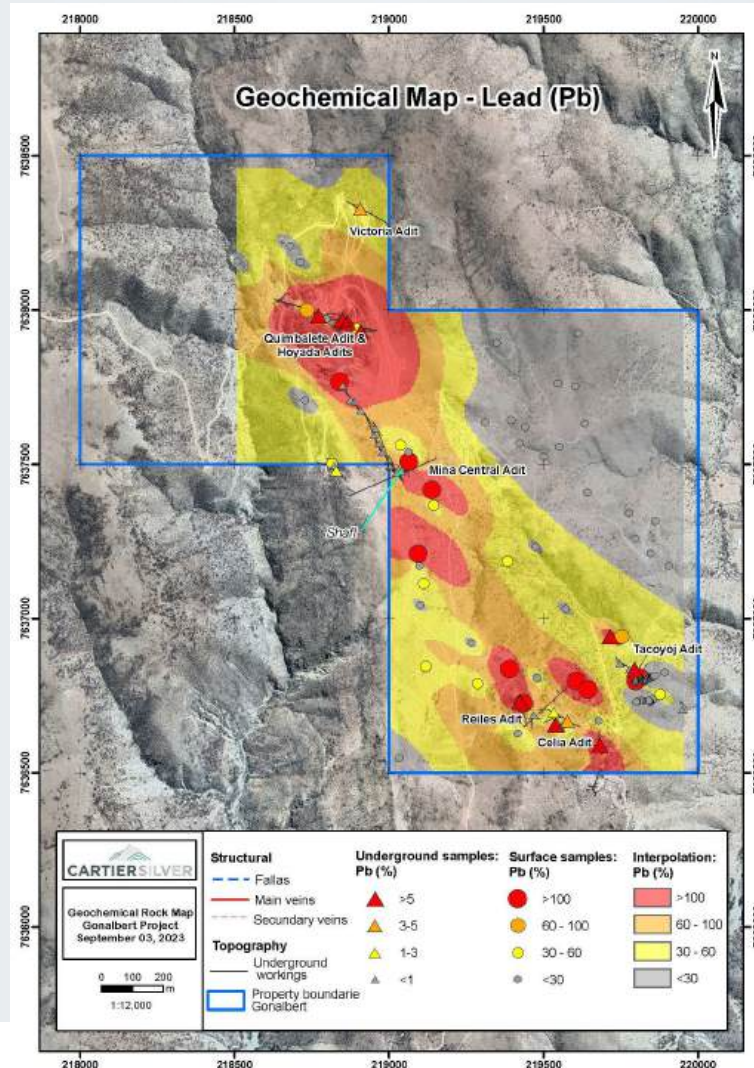 218000 218500 219000 219500 220000
N
Geochemical Map - Lead (Pb)
7638500
Victoria Adit
7638000
Quimbalete Adit &
Hoyada Adits
7637500
Mina Central Adit
Shaft
7637000
Tacoyoj Adit
Reiles Adit
Celia Adit
7636500
CARTIERSILVER
Geochemical Rock Map
Gonalbert Project
September 03, 2023
0 100 200
m
1:12,000
Structural
Fallas
Main veins
Secundary veins
Topography
Underground
workings
Property boundarie
Gonalbert
Underground samples:
Pb (%)
>5
3-5
1-3
<1
Surface samples:
Pb (%)
>100
60 - 100
30 - 60
<30
Interpolation:
Pb (%)
>100
60 - 100
30 - 60
<30
7636000
218000 218500 219000 219500 220000